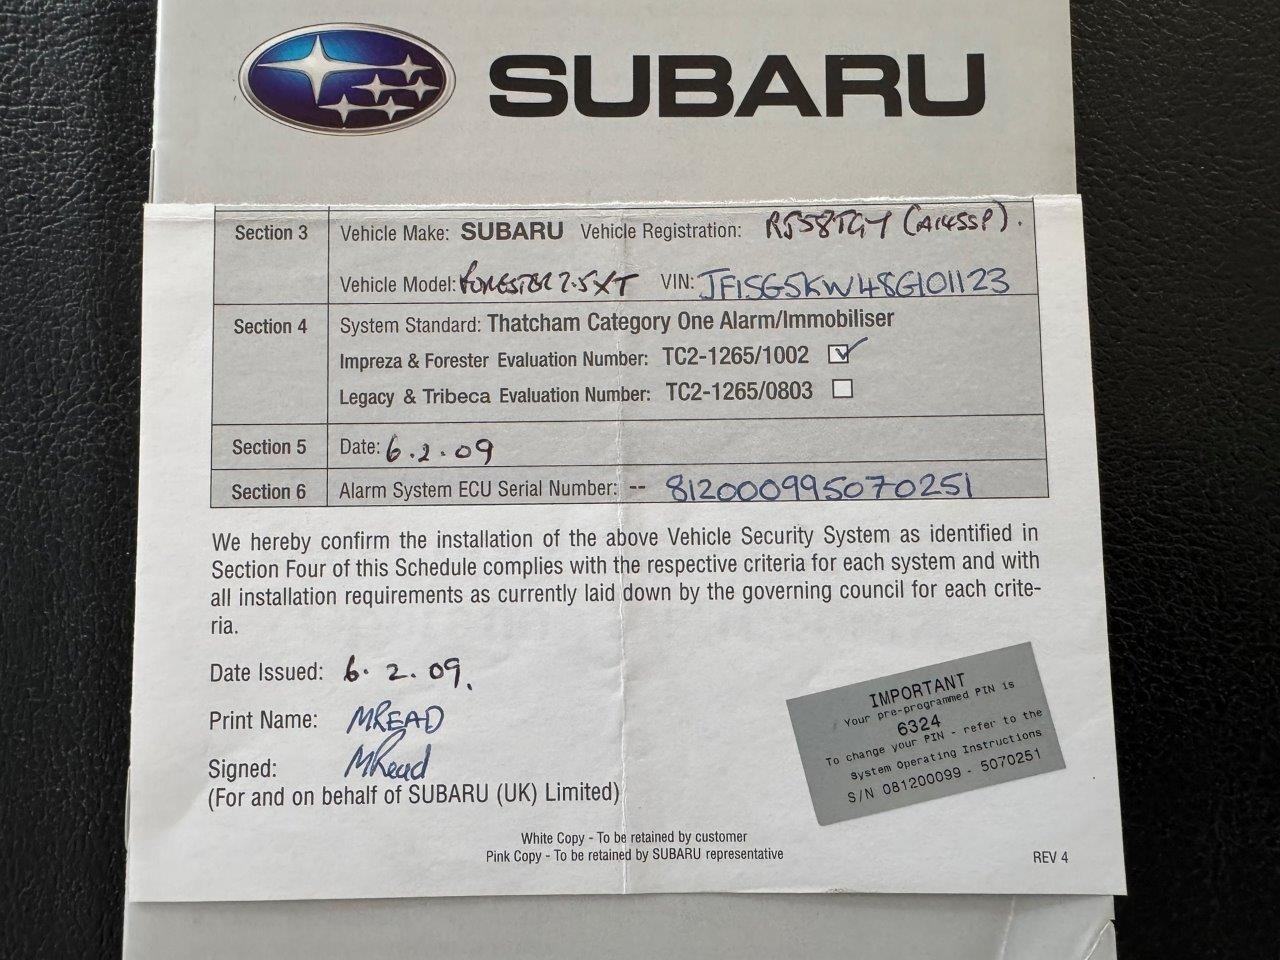 SUBARU
Section 3 Vehicle Make: SUBARU Vehicle Registration: RJ58TGY (A14SSP).
Vehicle Model: FORESTER 2.5XT VIN: JF1SG5KW48G101123
Section 4 System Standard: Thatcham Category One Alarm/Immobiliser
Impreza & Forester Evaluation Number: TC2-1265/1002
Legacy & Tribeca Evaluation Number: TC2-1265/0803
Section 5 Date: 6.2.09
Section 6 Alarm System ECU Serial Number: -- 812000995070251
We hereby confirm the installation of the above Vehicle Security System as identified in
Section Four of this Schedule complies with the respective criteria for each system and with
all installation requirements as currently laid down by the governing council for each crite-
ria.
Date Issued: 6. 2. 09.
Print Name: MREAD
Signed: MRead
(For and on behalf of SUBARU (UK) Limited)
IMPORTANT
Your pre-programmed PIN is
6324
To change your PIN - refer to the
System Operating Instructions
S/N 081200099 - 5070251
White Copy - To be retained by customer
Pink Copy - To be retained by SUBARU representative
REV 4